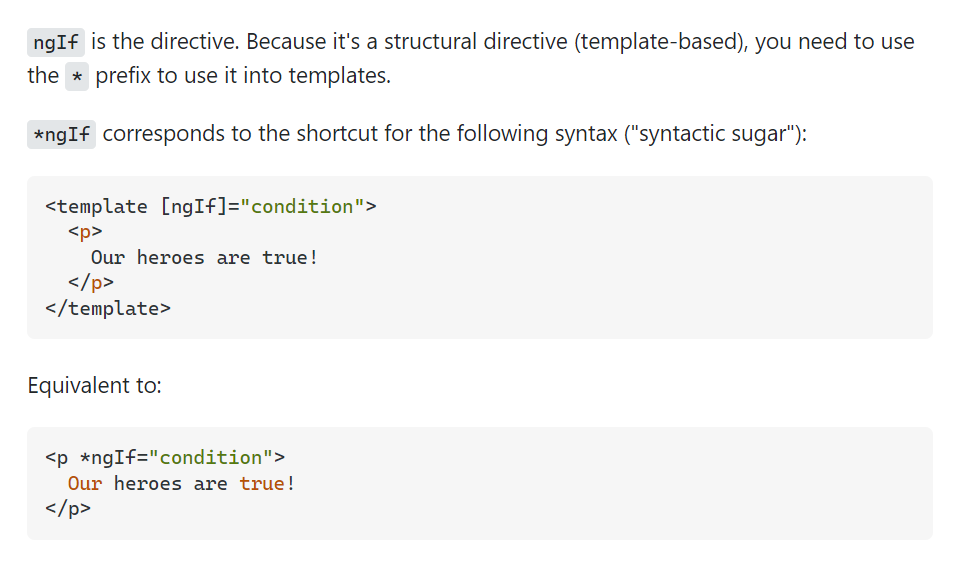 ngIf is the directive. Because it's a structural directive (template-based), you need to use
the * prefix to use it into templates.
*ngIf corresponds to the shortcut for the following syntax ("syntactic sugar"):
<template [ngIf]="condition">
  <p>
    Our heroes are true!
  </p>
</template>
Equivalent to:
<p *ngIf="condition">
  Our heroes are true!
</p>